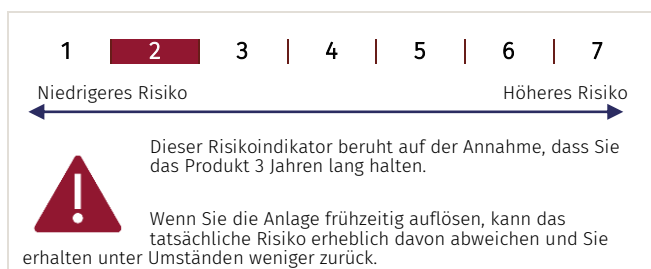 1 2 3 4 5 6 7
Niedrigeres Risiko Höheres Risiko
Dieser Risikoindikator beruht auf der Annahme, dass Sie
das Produkt 3 Jahren lang halten.
Wenn Sie die Anlage frühzeitig auflösen, kann das
tatsächliche Risiko erheblich davon abweichen und Sie
erhalten unter Umständen weniger zurück.